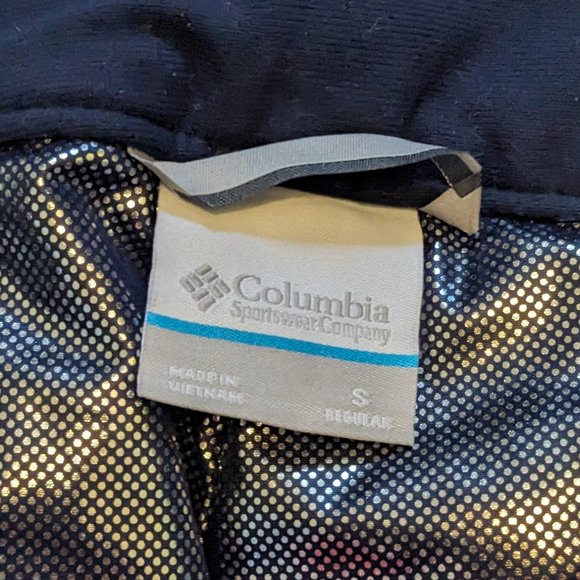 Columbia
Sportswear Company
MADE IN
VIETNAM
S
REGULAR